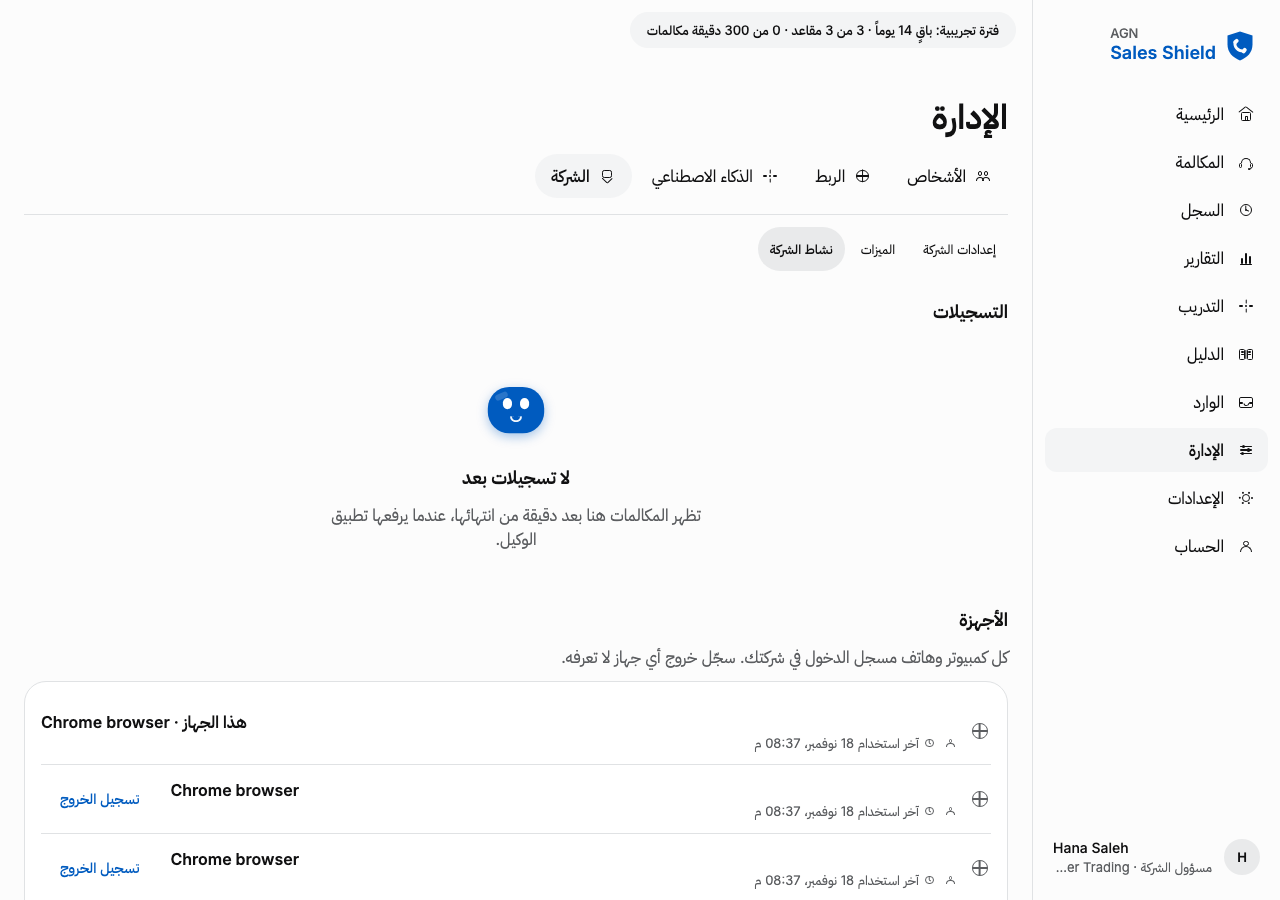 فترة تجريبية: باقٍ 14 يوماً · 3 من 3 مقاعد · 0 من 300 دقيقة مكالمات
AGN
Sales Shield
الرئيسية
المكالمة
السجل
التقارير
التدريب
الدليل
الوارد
الإدارة
الإعدادات
الحساب
Hana Saleh
مسؤول الشركة · er Trading...
H
الإدارة
الأشخاص
الربط
الذكاء الاصطناعي
الشركة
إعدادات الشركة
الميزات
نشاط الشركة
التسجيلات
لا تسجيلات بعد
تظهر المكالمات هنا بعد دقيقة من انتهائها، عندما يرفعها تطبيق
الوكيل.
الأجهزة
كل كمبيوتر وهاتف مسجل الدخول في شركتك. سجّل خروج أي جهاز لا تعرفه.
Chrome browser · هذا الجهاز
آخر استخدام 18 نوفمبر، 08:37 م
Chrome browser
آخر استخدام 18 نوفمبر، 08:37 م
تسجيل الخروج
Chrome browser
آخر استخدام 18 نوفمبر، 08:37 م
تسجيل الخروج